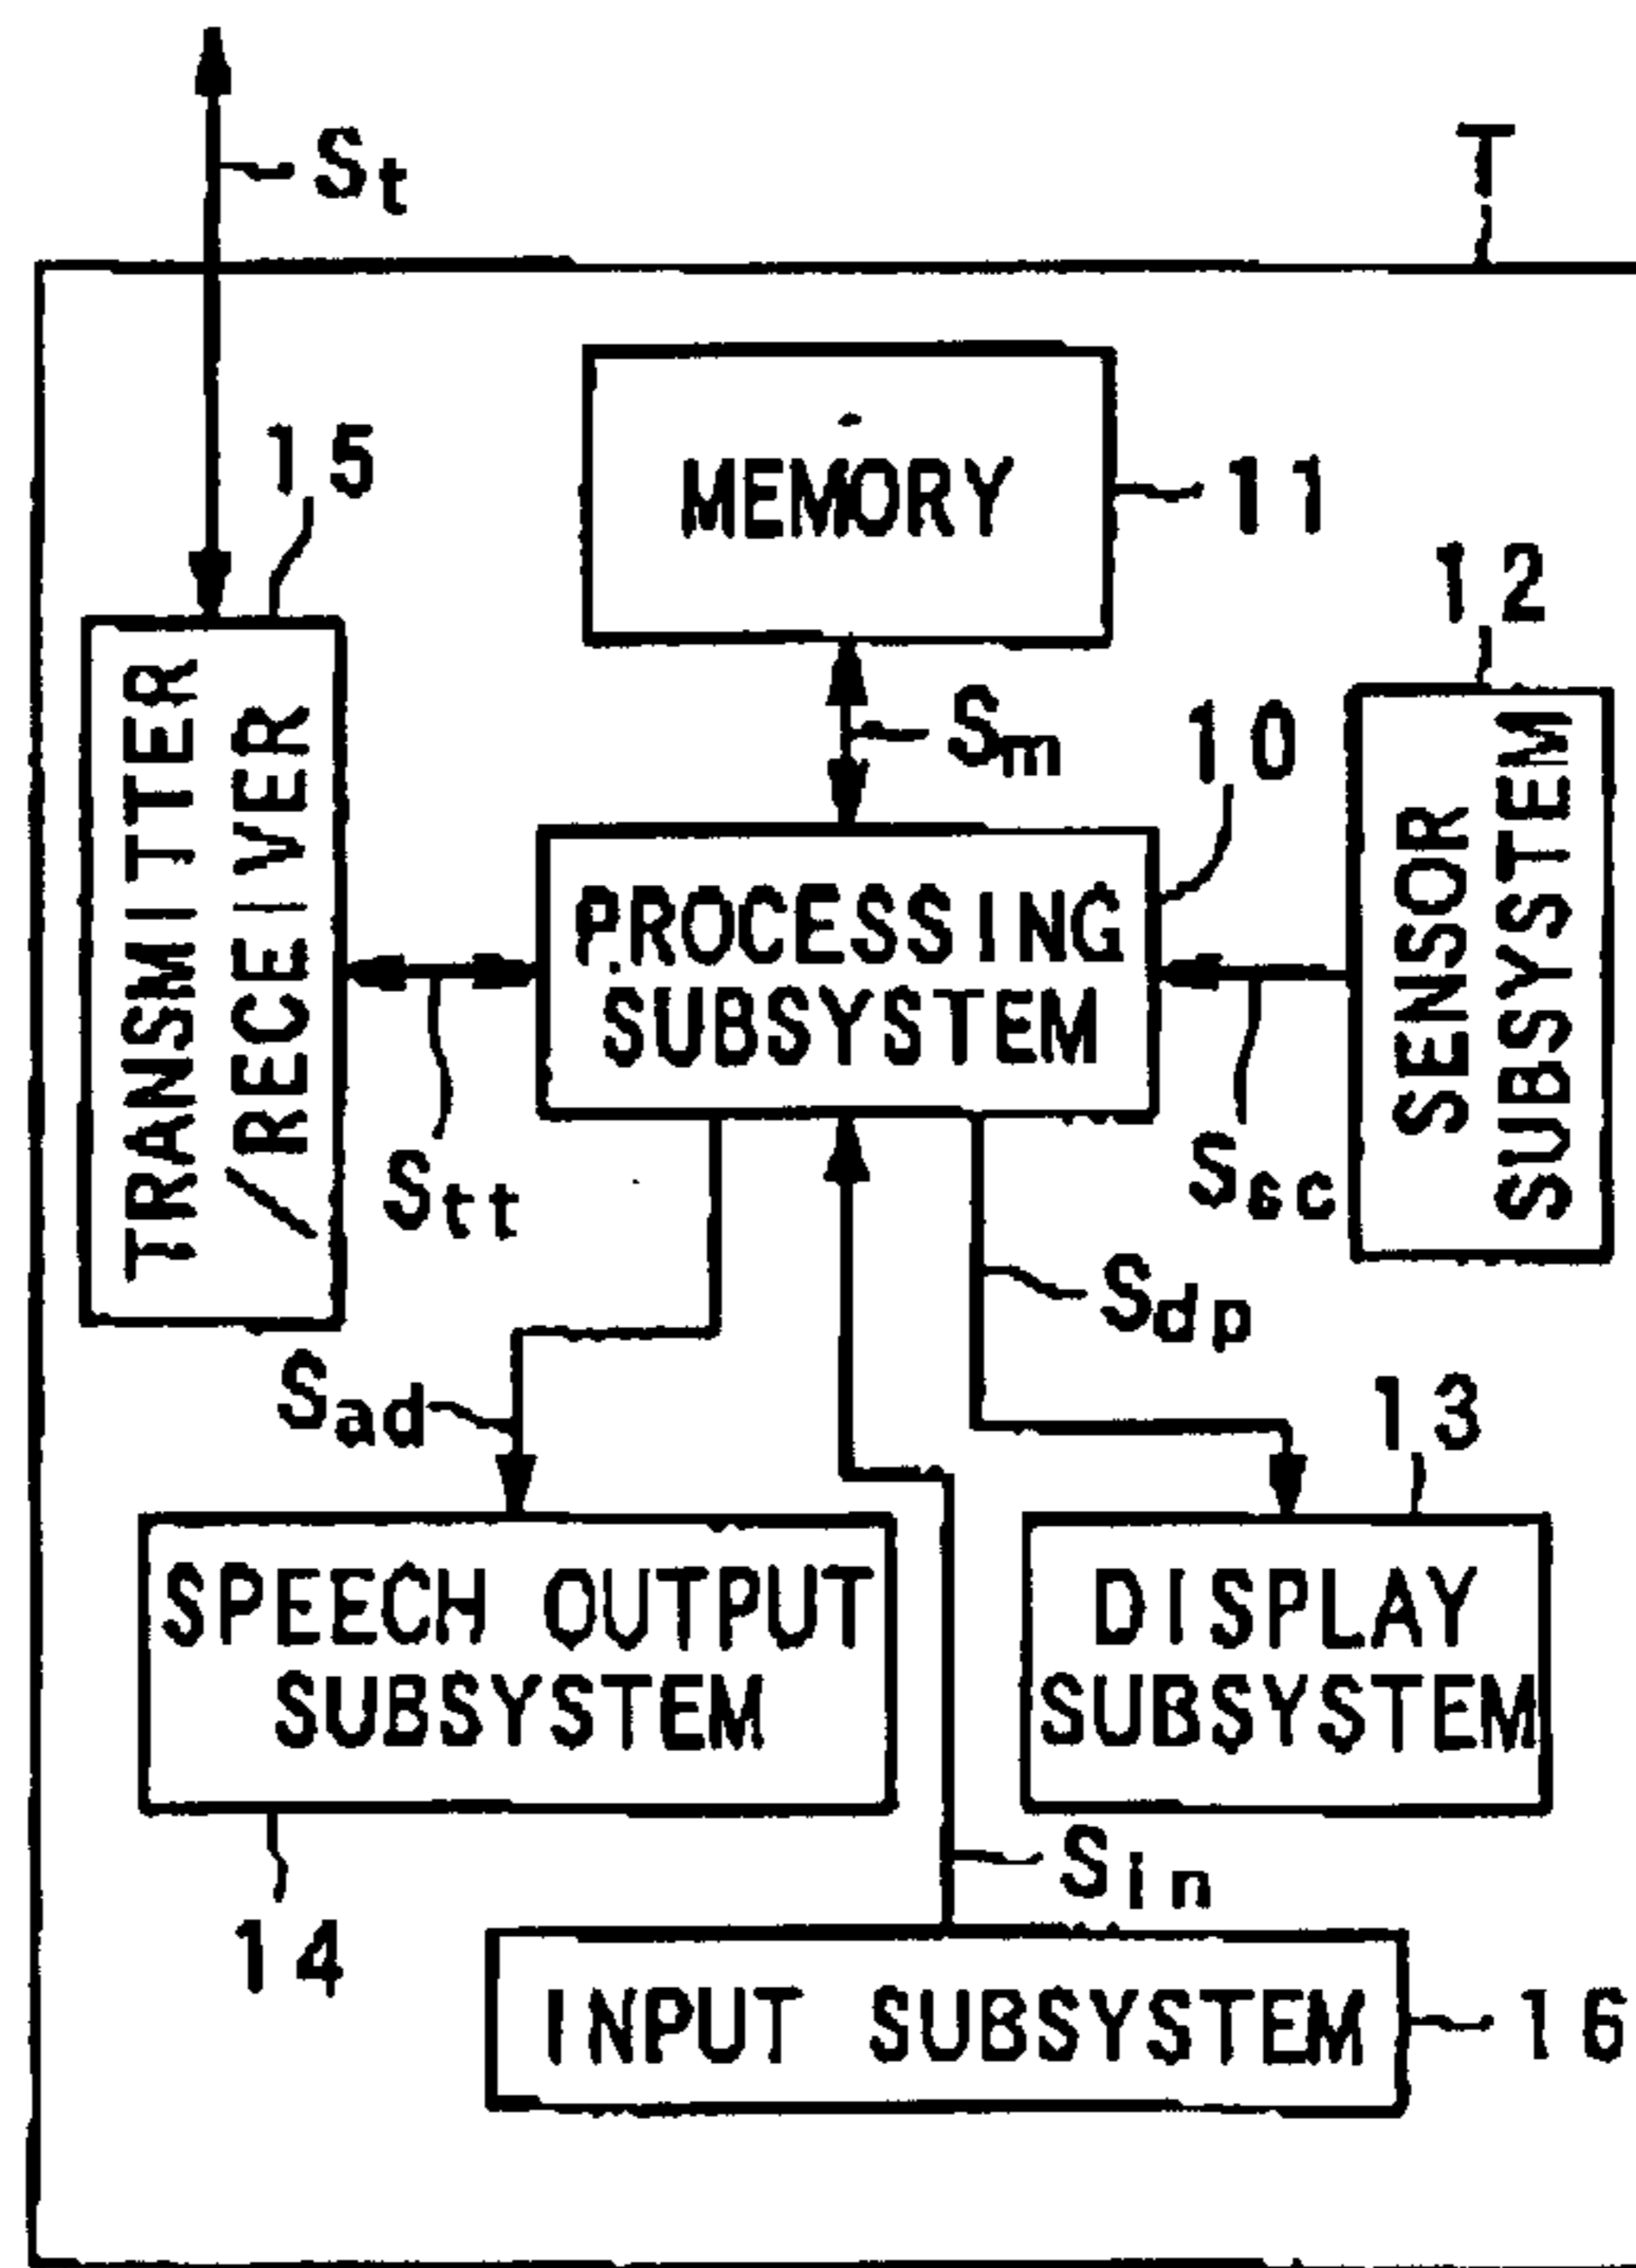 St
T
15
MEMORY
11
12
Sm
10
TRANSMITTER
/RECEIVER
PROCESSING
SUBSYSTEM
SENSOR
SUBSYSTEM
Stt
Ssc
Sdp
Sad
13
SPEECH OUTPUT
SUBSYSTEM
DISPLAY
SUBSYSTEM
Sin
14
INPUT SUBSYSTEM
16